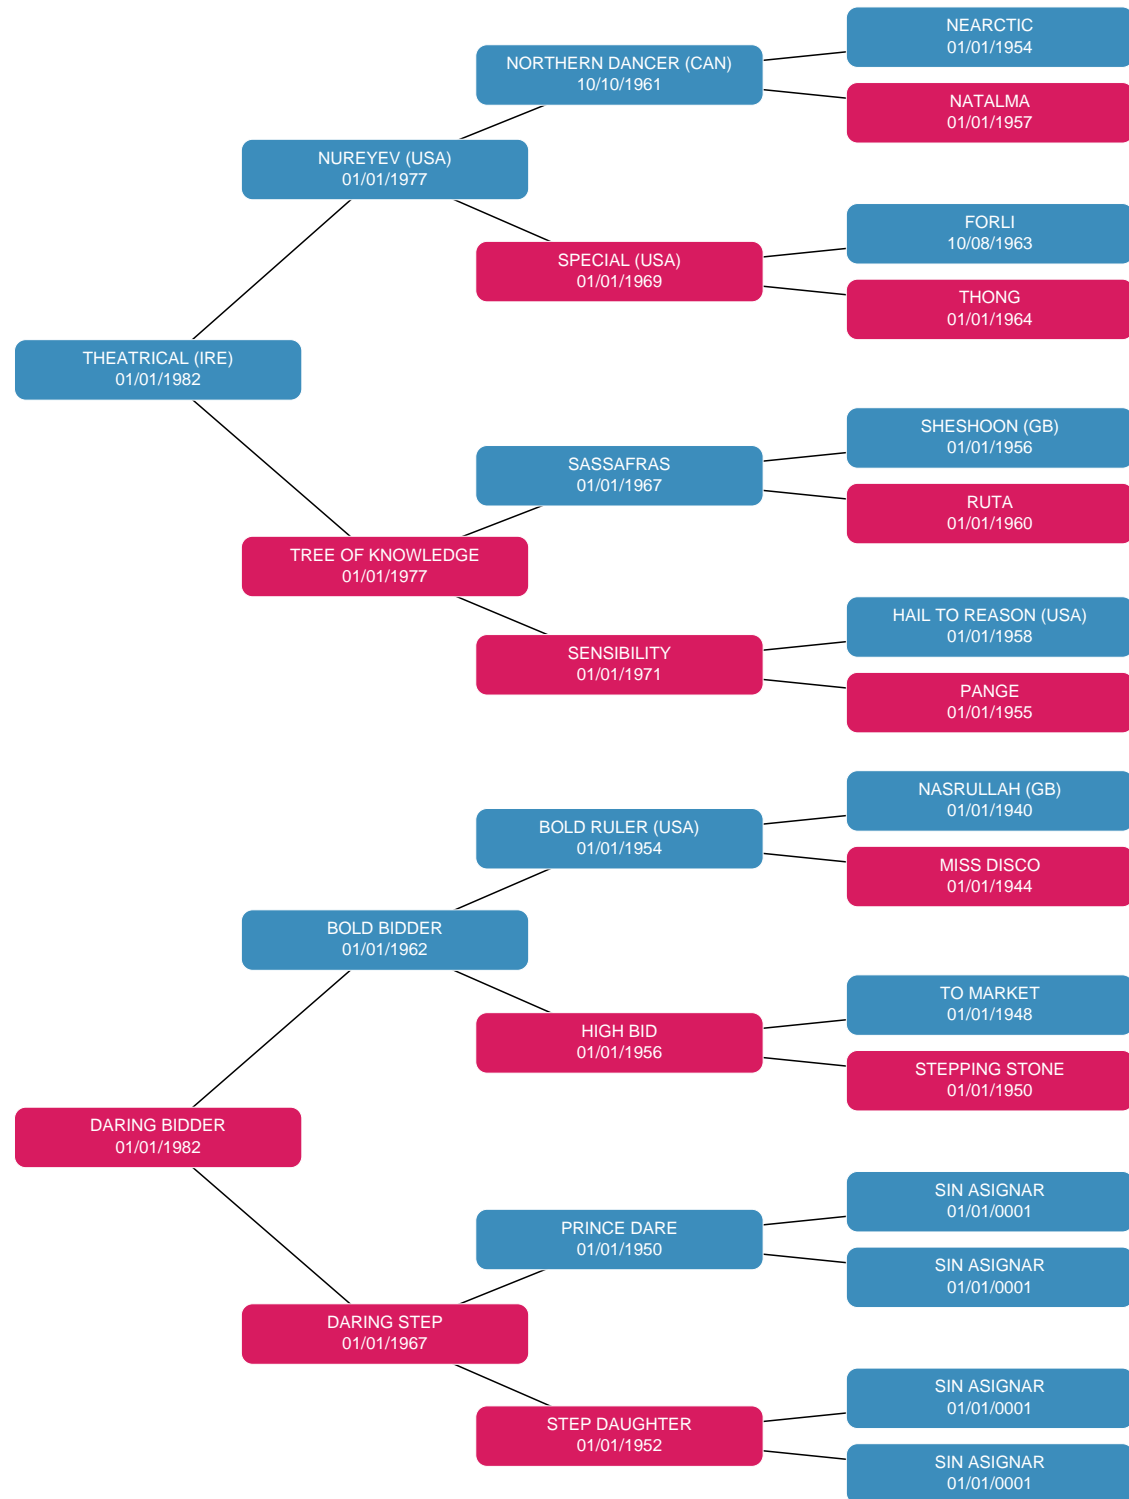 NEARCTIC
01/01/1954
NORTHERN DANCER (CAN)
10/10/1961
NATALMA
01/01/1957
NUREYEV (USA)
01/01/1977
FORLI
10/08/1963
SPECIAL (USA)
01/01/1969
THONG
01/01/1964
THEATRICAL (IRE)
01/01/1982
SHESHOON (GB)
01/01/1956
SASSAFRAS
01/01/1967
RUTA
01/01/1960
TREE OF KNOWLEDGE
01/01/1977
HAIL TO REASON (USA)
01/01/1958
SENSIBILITY
01/01/1971
PANGE
01/01/1955
NASRULLAH (GB)
01/01/1940
BOLD RULER (USA)
01/01/1954
MISS DISCO
01/01/1944
BOLD BIDDER
01/01/1962
TO MARKET
01/01/1948
HIGH BID
01/01/1956
STEPPING STONE
01/01/1950
DARING BIDDER
01/01/1982
SIN ASIGNAR
01/01/0001
PRINCE DARE
01/01/1950
SIN ASIGNAR
01/01/0001
DARING STEP
01/01/1967
SIN ASIGNAR
01/01/0001
STEP DAUGHTER
01/01/1952
SIN ASIGNAR
01/01/0001